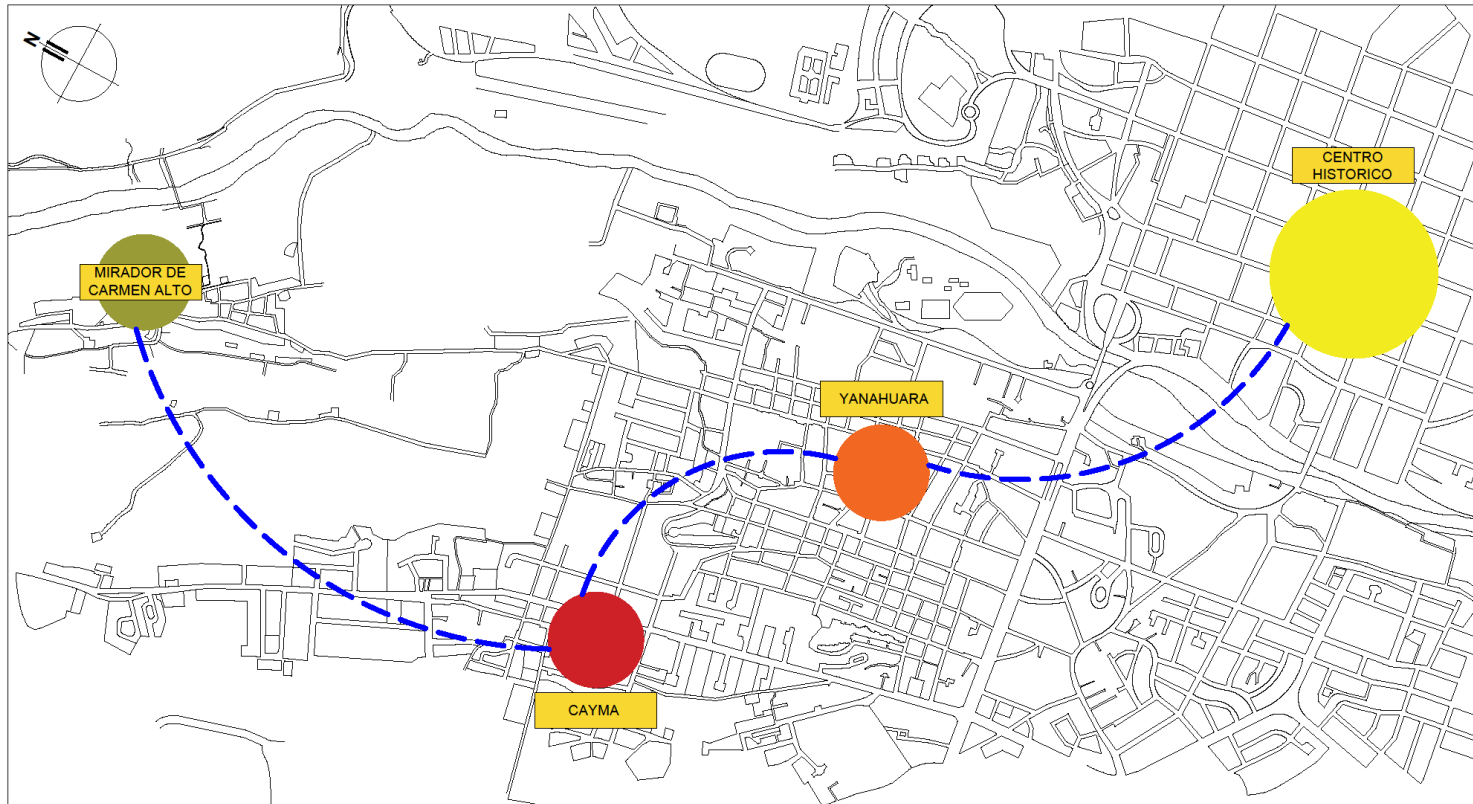 N
CENTRO
HISTORICO
MIRADOR DE
CARMEN ALTO
YANAHUARA
CAYMA